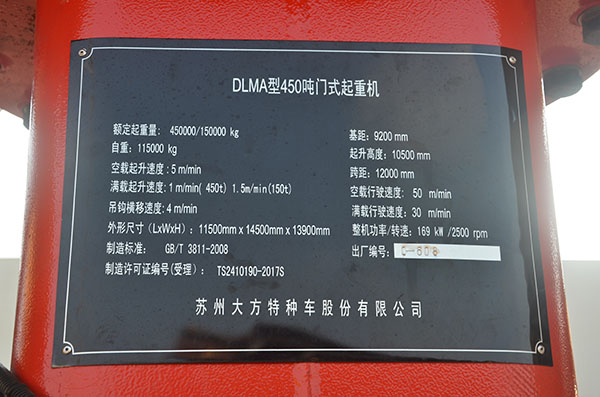 DLMA型450吨门式起重机
额定起重量: 450000/150000 kg
自重: 115000 kg
空载起升速度: 5 m/min
满载起升速度: 1 m/min( 450t) 1.5m/min(150t)
吊钩横移速度: 4 m/min
外形尺寸 (LxWxH) : 11500mm x 14500mm x 13900mm
制造标准: GB/T 3811-2008
制造许可证编号(受理) : TS2410190-2017S
基距: 9200 mm
起升高度: 10500 mm
跨距: 12000 mm
空载行驶速度: 50 m/min
满载行驶速度: 30 m/min
整机功率/转速: 169 kW /2500 rpm
出厂编号: C-608
苏州大方特种车股份有限公司